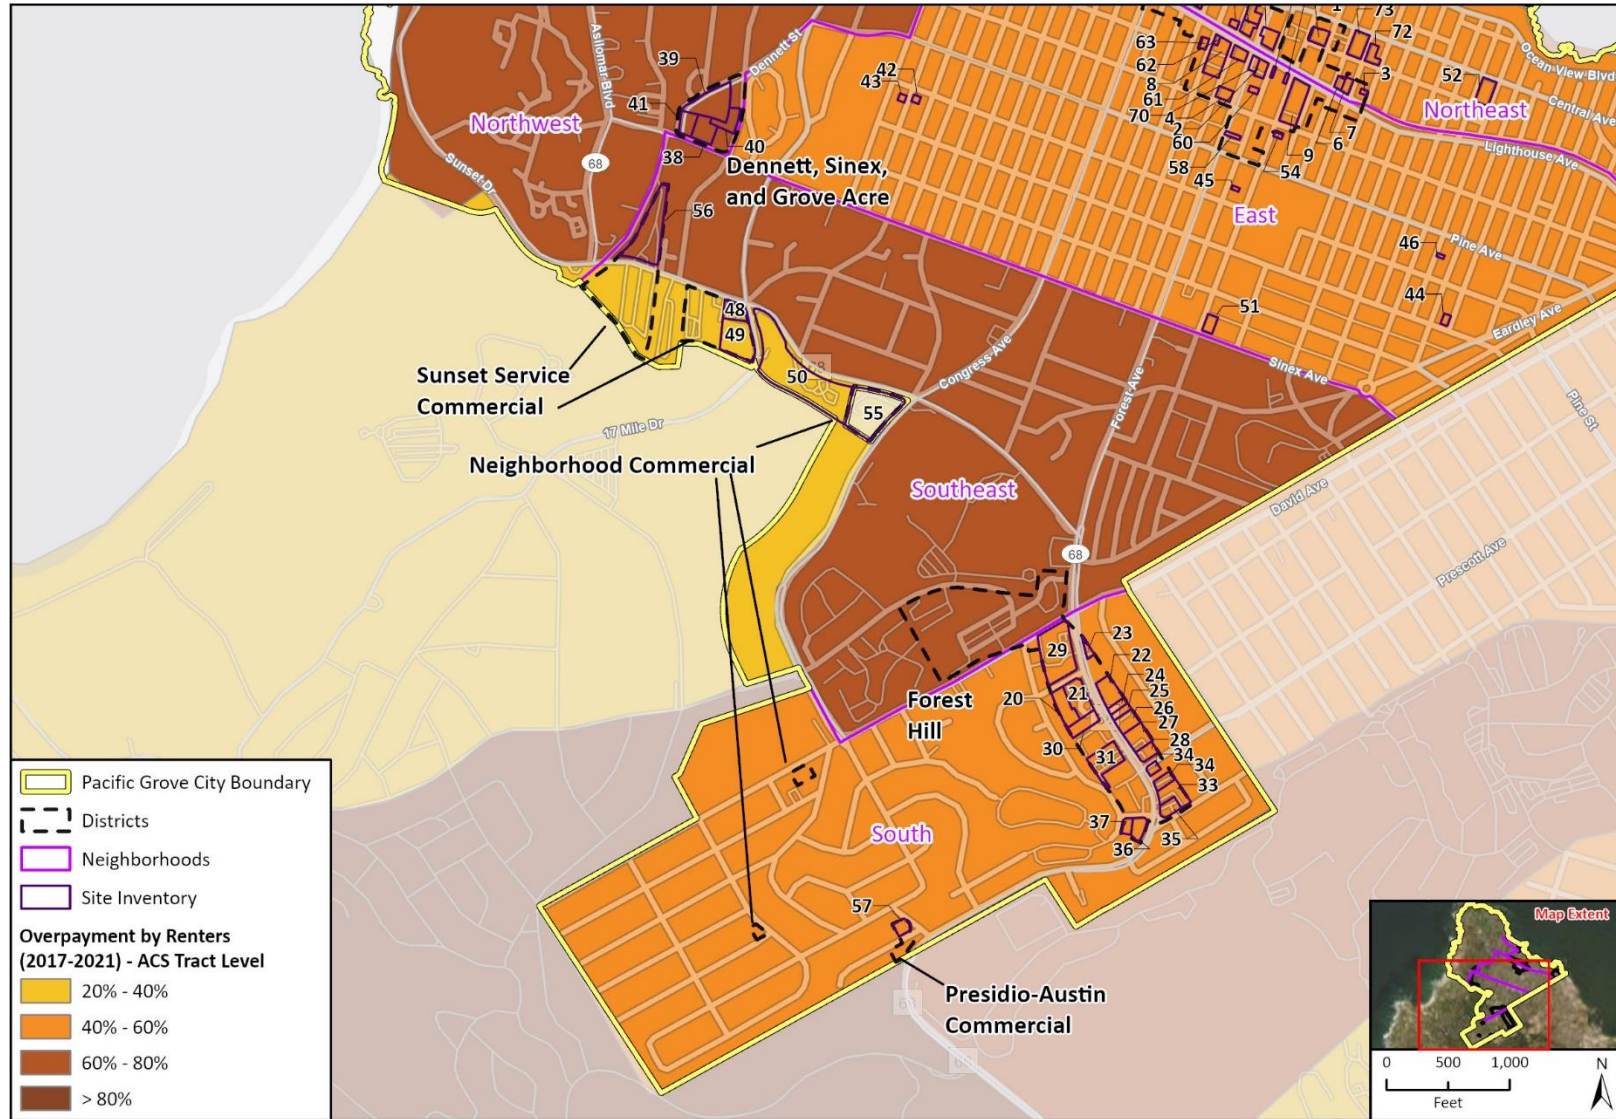 Asilomar Blvd
Dennett St
39
41
38
40
Northwest
Sunset Dr
68
Dennett, Sinex,
and Grove Acre
56
42
43
63
62
8
61
70
4
2
60
58
45
1
73
72
3
52
7
6
9
54
Ocean View Blvd
Central Ave
Northeast
Lighthouse Ave
East
Pine Ave
46
44
51
Eardley Ave
Sinex Ave
Pine St
48
49
50
55
Congress Ave
Forest Ave
Sunset Service
Commercial
17 Mile Dr
Neighborhood Commercial
Southeast
David Ave
Prescott Ave
68
29
23
22
24
25
26
27
28
34
34
33
20
21
30
31
Forest
Hill
37
36
35
South
57
Presidio-Austin
Commercial
68
68
Pacific Grove City Boundary
Districts
Neighborhoods
Site Inventory
Overpayment by Renters
(2017-2021) - ACS Tract Level
20% - 40%
40% - 60%
60% - 80%
> 80%
Map Extent
0 500 1,000
Feet
N